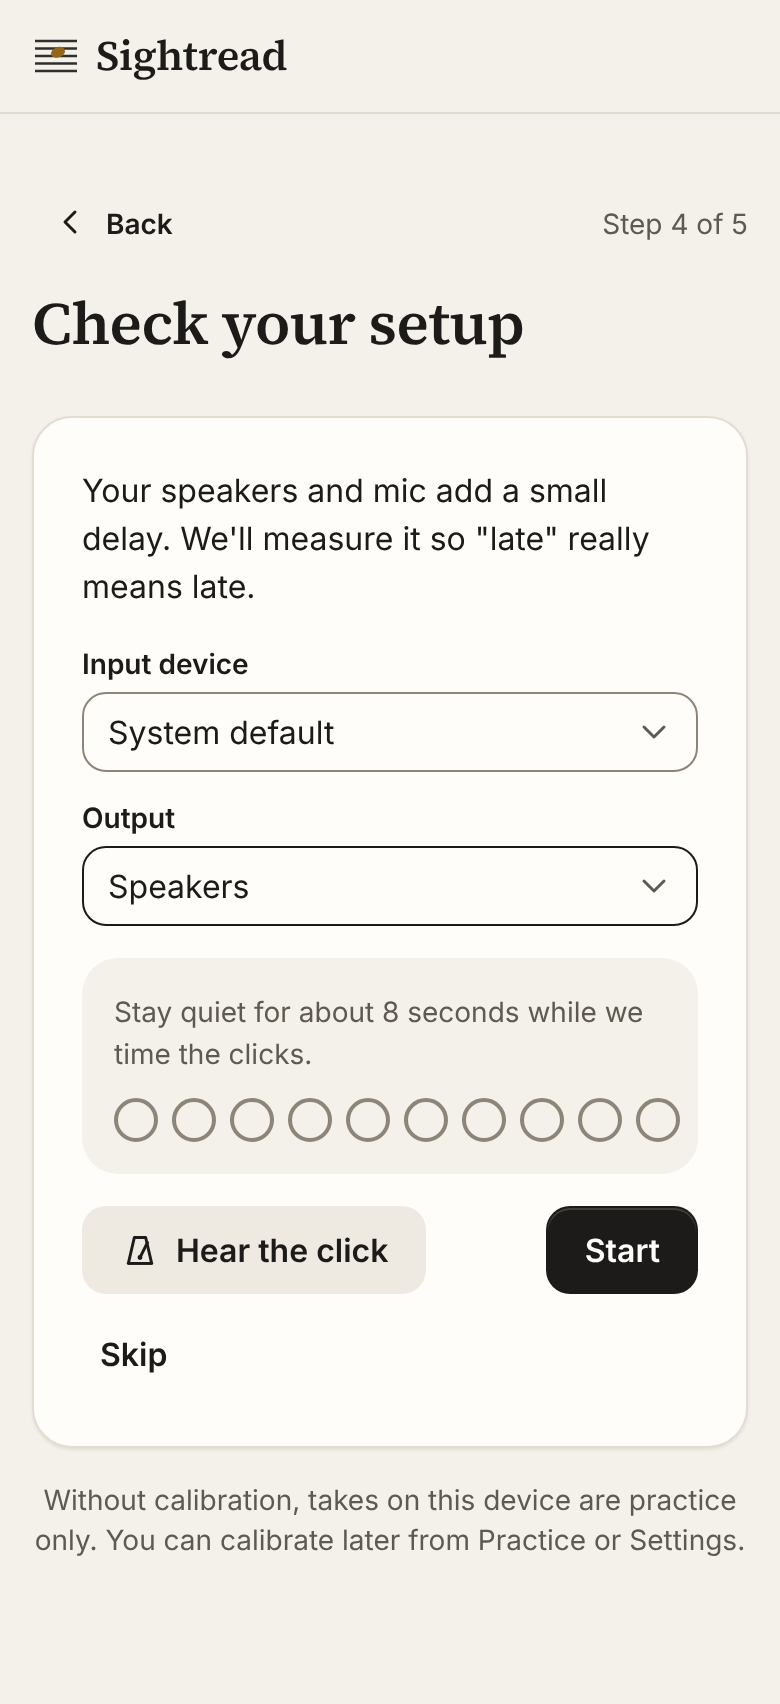 Sightread
Back
Step 4 of 5
Check your setup
Your speakers and mic add a small
delay. We'll measure it so "late" really
means late.
Input device
System default
Output
Speakers
Stay quiet for about 8 seconds while we
time the clicks.
Hear the click
Start
Skip
Without calibration, takes on this device are practice
only. You can calibrate later from Practice or Settings.